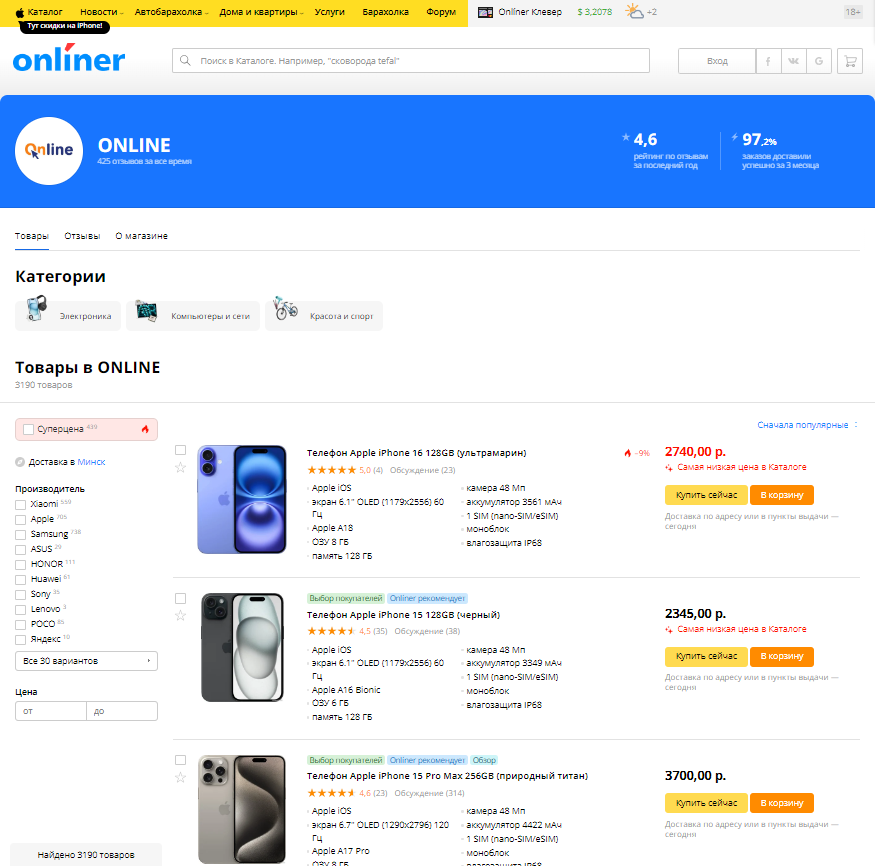 Каталог Новости Автобарахолка Дома и квартиры Услуги Барахолка Форум Onlíner Клевер $ 3,2078 +2 18+
Тут скидки на iPhone!
onlíner
Поиск в Каталоге. Например, "сковорода tefal"
Вход
Online
ONLINE
425 отзывов за все время
4,6
рейтинг по отзывам
за последний год
97,2%
заказов доставили
успешно за 3 месяца
Товары Отзывы О магазине
Категории
Электроника Компьютеры и сети Красота и спорт
Товары в ONLINE
3190 товаров
Суперцена 439
Доставка в Минск
Производитель
Xiaomi 559
Apple 705
Samsung 738
ASUS 29
HONOR 111
Huawei 61
Sony 35
Lenovo 3
POCO 85
Яндекс 10
Все 30 вариантов
Цена
от до
Найдено 3190 товаров
Сначала популярные
Телефон Apple iPhone 16 128GB (ультрамарин)
5,0 (4) Обсуждение (23)
Apple iOS
экран 6.1" OLED (1179x2556) 60
Гц
Apple A18
ОЗУ 8 ГБ
память 128 ГБ
камера 48 Мп
аккумулятор 3561 мАч
1 SIM (nano-SIM/eSIM)
моноблок
влагозащита IP68
-9%
2740,00 р.
Самая низкая цена в Каталоге
Купить сейчас В корзину
Доставка по адресу или в пункты выдачи —
сегодня
Выбор покупателей Onlíner рекомендует
Телефон Apple iPhone 15 128GB (черный)
4,5 (35) Обсуждение (38)
Apple iOS
экран 6.1" OLED (1179x2556) 60
Гц
Apple A16 Bionic
ОЗУ 6 ГБ
память 128 ГБ
камера 48 Мп
аккумулятор 3349 мАч
1 SIM (nano-SIM/eSIM)
моноблок
влагозащита IP68
2345,00 р.
Самая низкая цена в Каталоге
Купить сейчас В корзину
Доставка по адресу или в пункты выдачи —
сегодня
Выбор покупателей Onlíner рекомендует Обзор
Телефон Apple iPhone 15 Pro Max 256GB (природный титан)
4,6 (23) Обсуждение (314)
Apple iOS
экран 6.7" OLED (1290x2796) 120
Гц
Apple A17 Pro
ОЗУ 8 ГБ
камера 48 Мп
аккумулятор 4422 мАч
1 SIM (nano-SIM/eSIM)
моноблок
влагозащита IP68
3700,00 р.
Купить сейчас В корзину
Доставка по адресу или в пункты выдачи —
сегодня